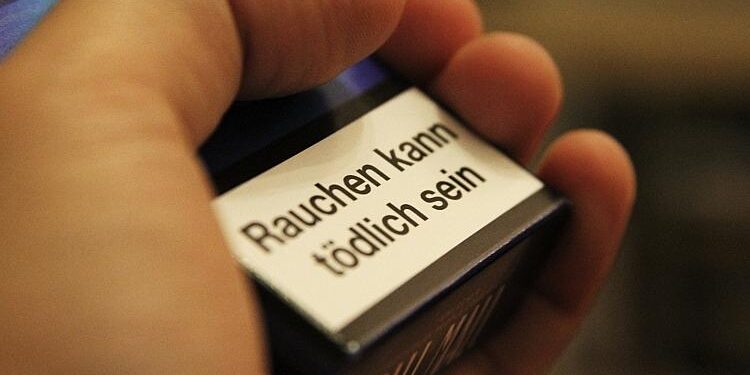 Rauchen kann
tödlich sein